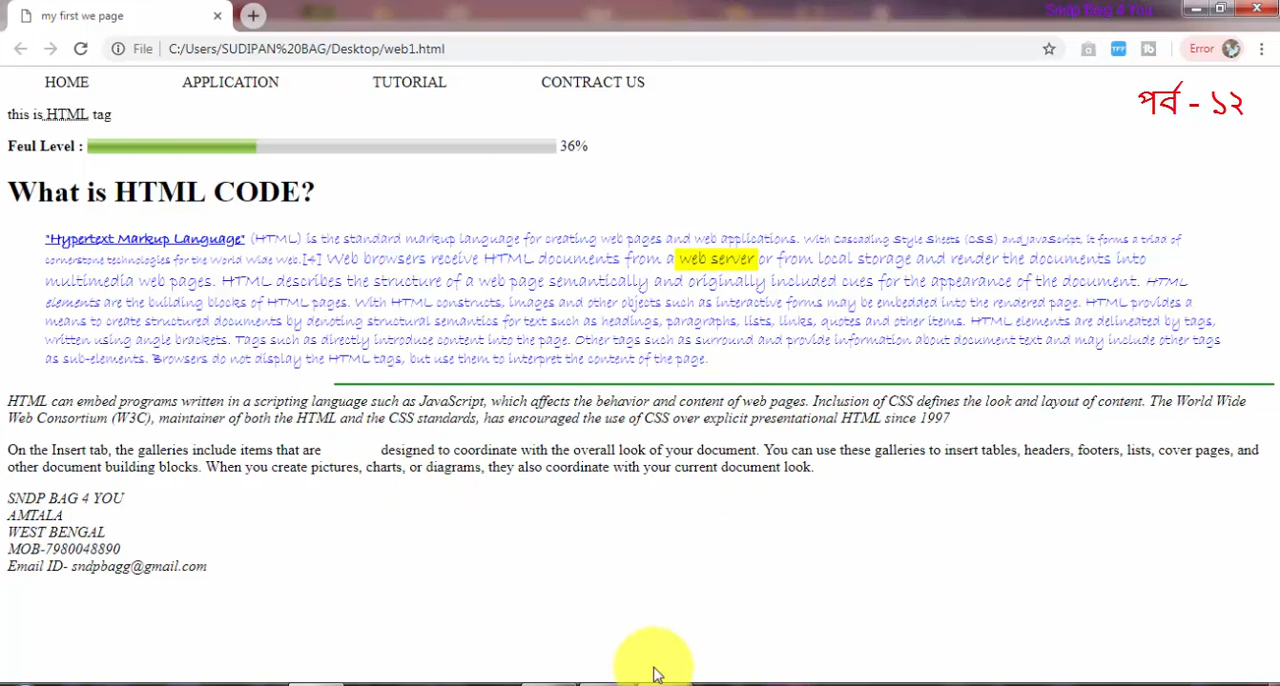 my first we page
Sndp Bag 4 You
File C:/Users/SUDIPAN%20BAG/Desktop/web1.html
Error
HOME APPLICATION TUTORIAL CONTRACT US
পর্ব - ১২
this is HTML tag
Feul Level : 36%
What is HTML CODE?
"Hypertext Markup Language" (HTML) is the standard markup language for creating web pages and web applications. With Cascading Style Sheets (CSS) and JavaScript, it forms a triad of
cornerstone technologies for the World Wide Web.[4] Web browsers receive HTML documents from a web server or from local storage and render the documents into
multimedia web pages. HTML describes the structure of a web page semantically and originally included cues for the appearance of the document. HTML
elements are the building blocks of HTML pages. With HTML constructs, images and other objects such as interactive forms may be embedded into the rendered page. HTML provides a
means to create structured documents by denoting structural semantics for text such as headings, paragraphs, lists, links, quotes and other items. HTML elements are delineated by tags,
written using angle brackets. Tags such as directly introduce content into the page. Other tags such as surround and provide information about document text and may include other tags
as sub-elements. Browsers do not display the HTML tags, but use them to interpret the content of the page.
HTML can embed programs written in a scripting language such as JavaScript, which affects the behavior and content of web pages. Inclusion of CSS defines the look and layout of content. The World Wide
Web Consortium (W3C), maintainer of both the HTML and the CSS standards, has encouraged the use of CSS over explicit presentational HTML since 1997
On the Insert tab, the galleries include items that are designed to coordinate with the overall look of your document. You can use these galleries to insert tables, headers, footers, lists, cover pages, and
other document building blocks. When you create pictures, charts, or diagrams, they also coordinate with your current document look.
SNDP BAG 4 YOU
AMTALA
WEST BENGAL
MOB-7980048890
Email ID- sndpbagg@gmail.com